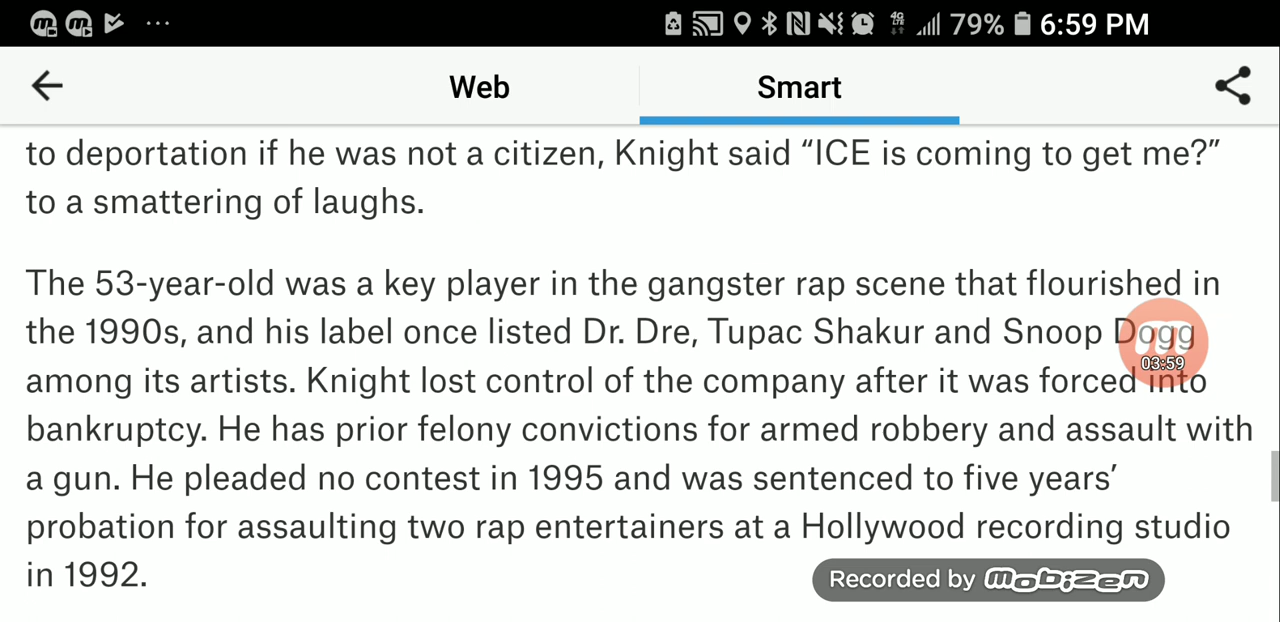 79% 6:59 PM
Web Smart
to deportation if he was not a citizen, Knight said “ICE is coming to get me?”
to a smattering of laughs.
The 53-year-old was a key player in the gangster rap scene that flourished in
the 1990s, and his label once listed Dr. Dre, Tupac Shakur and Snoop Dogg
03:59
among its artists. Knight lost control of the company after it was forced into
bankruptcy. He has prior felony convictions for armed robbery and assault with
a gun. He pleaded no contest in 1995 and was sentenced to five years’
probation for assaulting two rap entertainers at a Hollywood recording studio
in 1992.
Recorded by mobizen